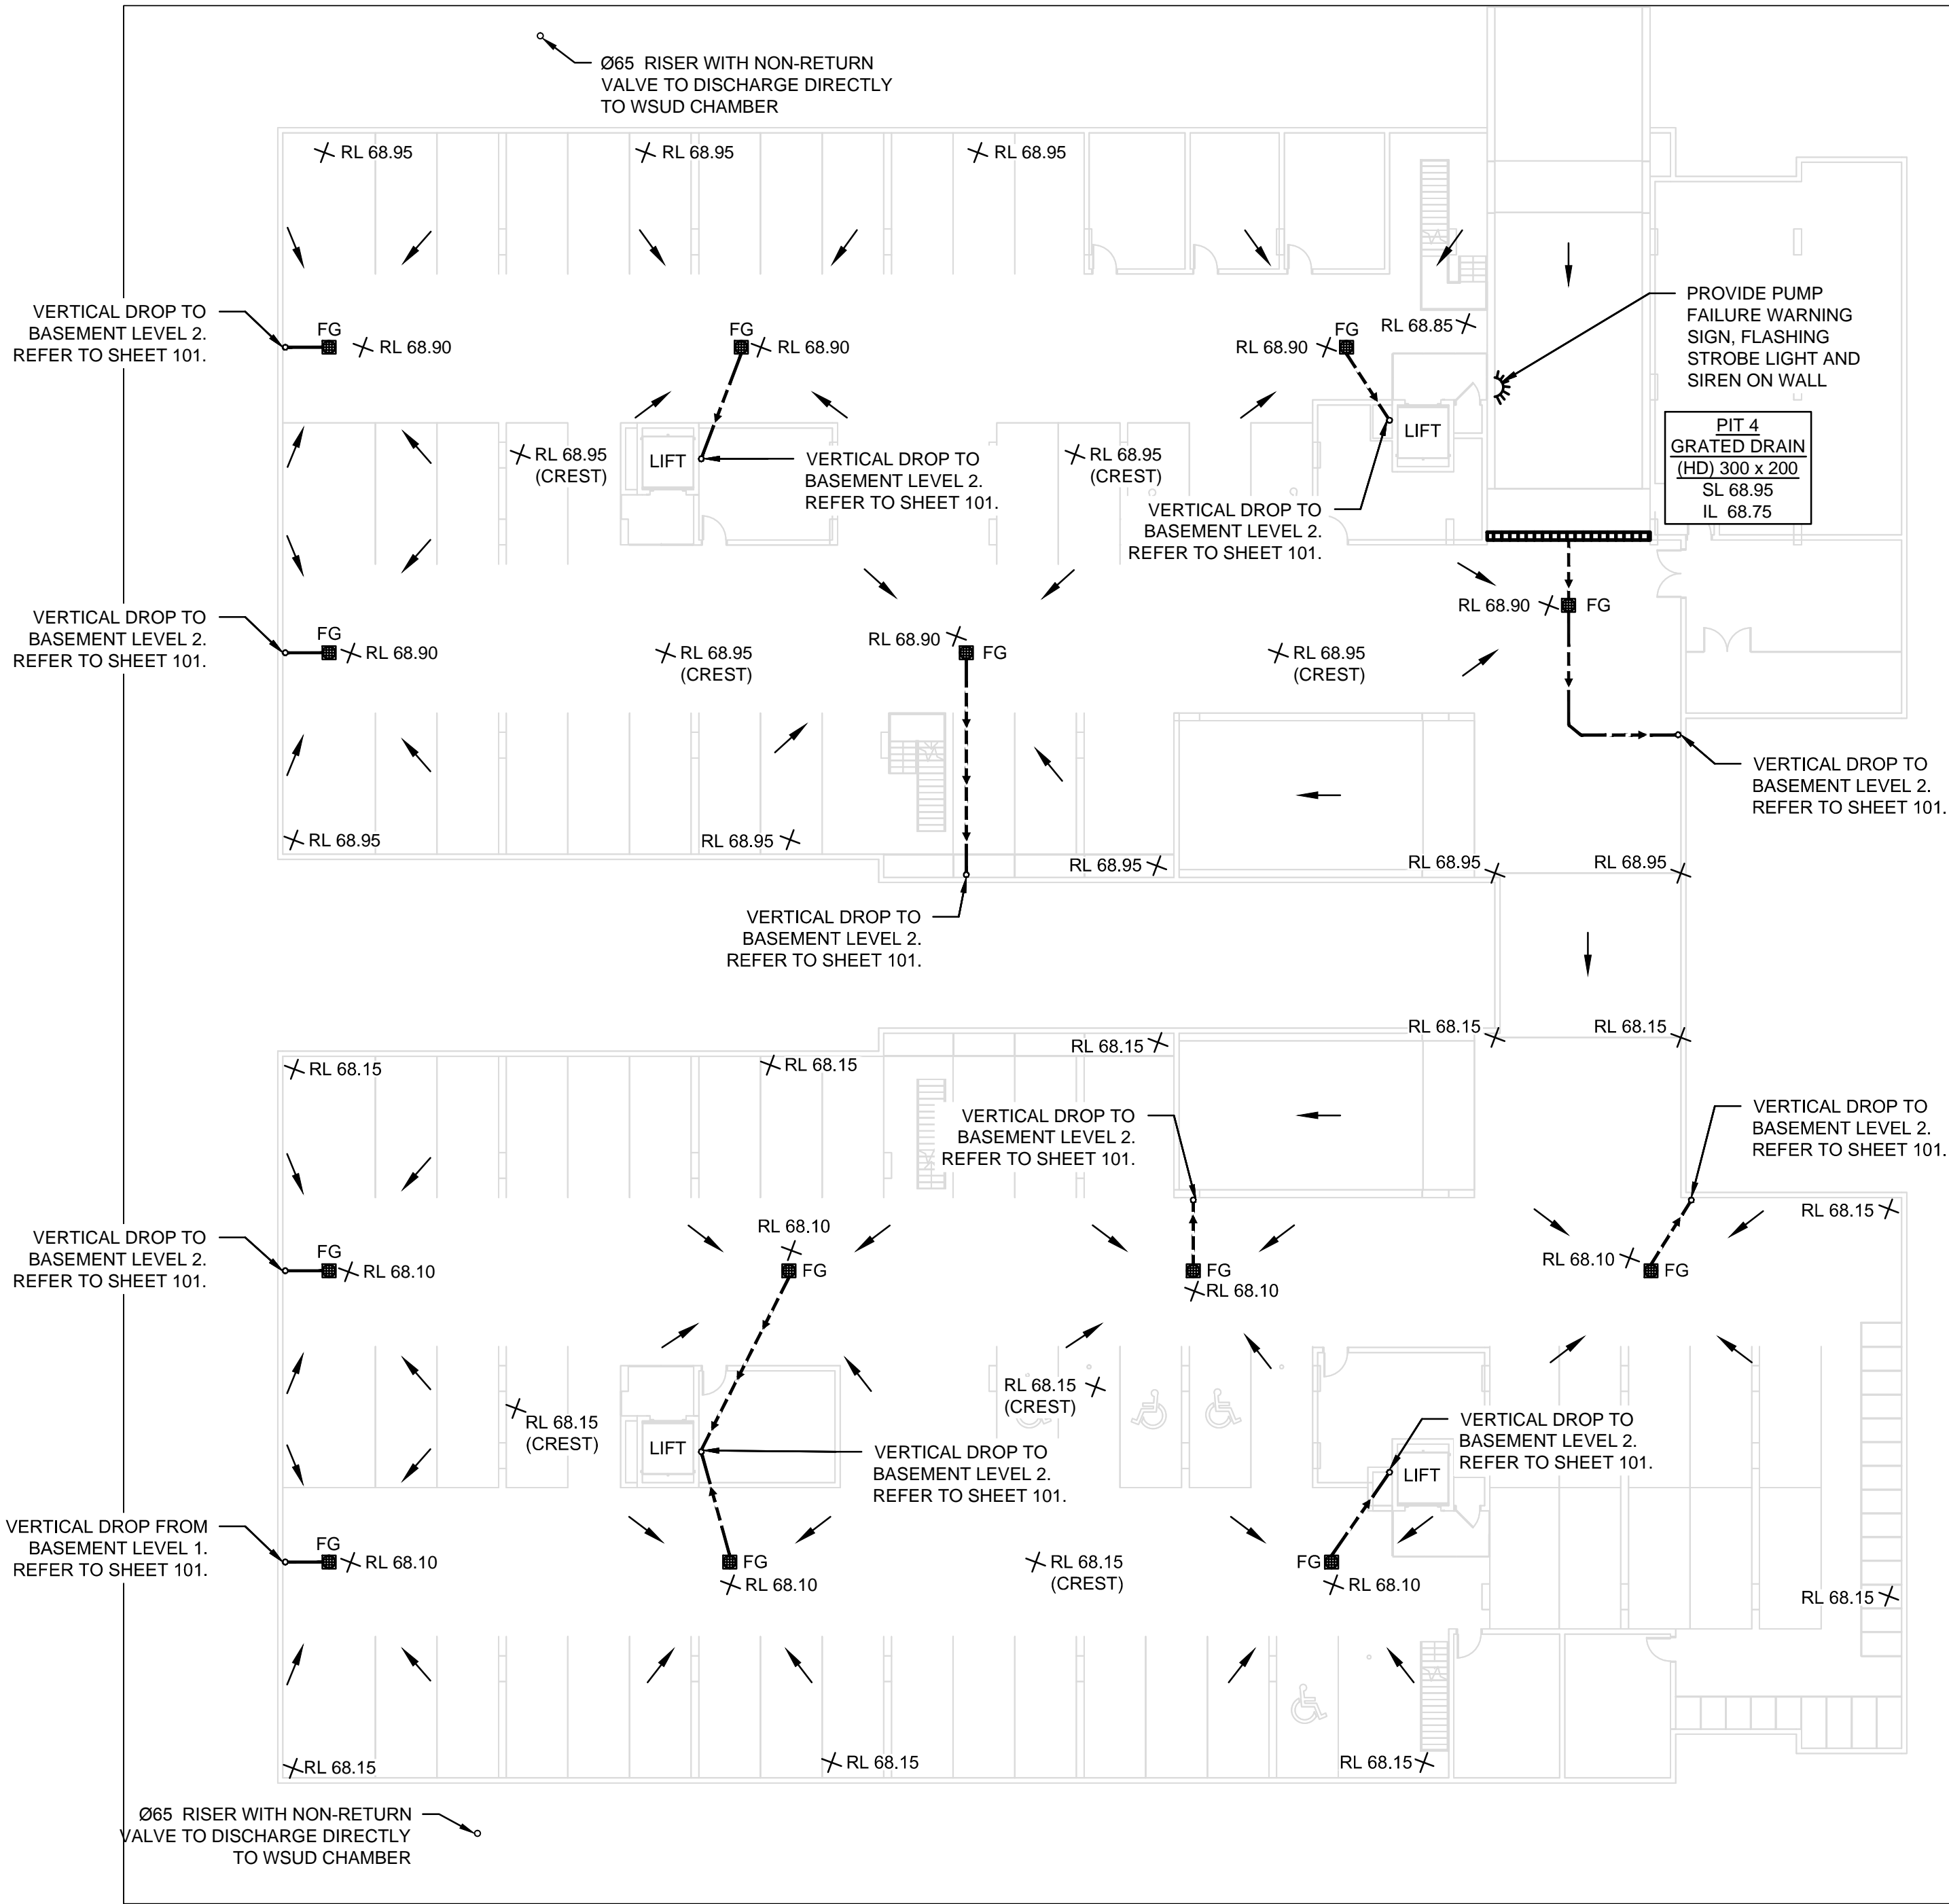 Ø65 RISER WITH NON-RETURN
VALVE TO DISCHARGE DIRECTLY
TO WSUD CHAMBER
RL 68.95
RL 68.95
RL 68.95
VERTICAL DROP TO
BASEMENT LEVEL 2.
REFER TO SHEET 101.
FG
RL 68.90
FG
RL 68.90
RL 68.90
FG
RL 68.85
PROVIDE PUMP
FAILURE WARNING
SIGN, FLASHING
STROBE LIGHT AND
SIREN ON WALL
PIT 4
GRATED DRAIN
(HD) 300 x 200
SL 68.95
IL 68.75
RL 68.95
(CREST)
LIFT
VERTICAL DROP TO
BASEMENT LEVEL 2.
REFER TO SHEET 101.
RL 68.95
(CREST)
LIFT
VERTICAL DROP TO
BASEMENT LEVEL 2.
REFER TO SHEET 101.
VERTICAL DROP TO
BASEMENT LEVEL 2.
REFER TO SHEET 101.
FG
RL 68.90
RL 68.95
(CREST)
RL 68.90
FG
RL 68.95
(CREST)
RL 68.90
FG
VERTICAL DROP TO
BASEMENT LEVEL 2.
REFER TO SHEET 101.
RL 68.95
RL 68.95
RL 68.95
RL 68.95
RL 68.95
VERTICAL DROP TO
BASEMENT LEVEL 2.
REFER TO SHEET 101.
RL 68.15
RL 68.15
RL 68.15
RL 68.15
RL 68.15
VERTICAL DROP TO
BASEMENT LEVEL 2.
REFER TO SHEET 101.
VERTICAL DROP TO
BASEMENT LEVEL 2.
REFER TO SHEET 101.
VERTICAL DROP TO
BASEMENT LEVEL 2.
REFER TO SHEET 101.
FG
RL 68.10
RL 68.10
FG
FG
RL 68.10
RL 68.10
FG
RL 68.15
RL 68.15
(CREST)
LIFT
VERTICAL DROP TO
BASEMENT LEVEL 2.
REFER TO SHEET 101.
RL 68.15
(CREST)
VERTICAL DROP TO
BASEMENT LEVEL 2.
REFER TO SHEET 101.
LIFT
VERTICAL DROP FROM
BASEMENT LEVEL 1.
REFER TO SHEET 101.
FG
RL 68.10
FG
RL 68.10
RL 68.15
(CREST)
FG
RL 68.10
RL 68.15
RL 68.15
RL 68.15
RL 68.15
Ø65 RISER WITH NON-RETURN
VALVE TO DISCHARGE DIRECTLY
TO WSUD CHAMBER